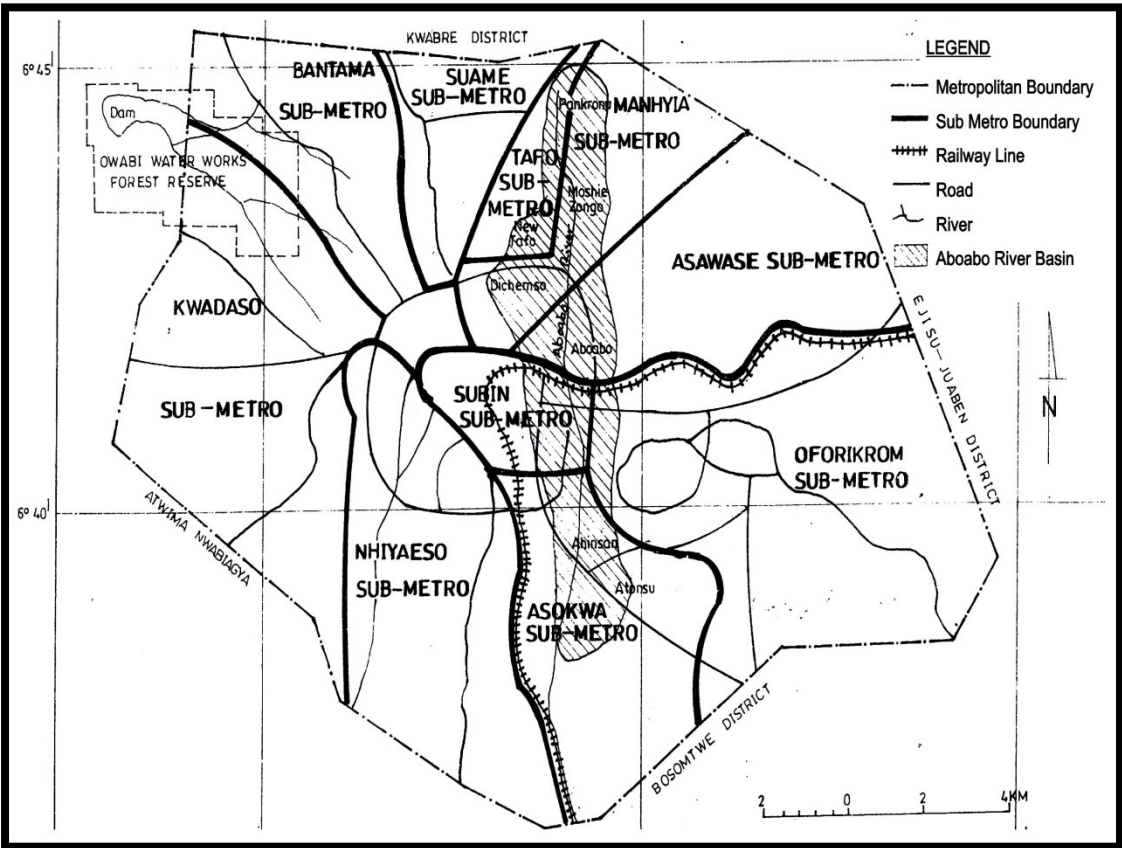 KWABRE DISTRICT
LEGEND
6° 45
BANTAMA
SUB-METRO
SUAME
SUB-METRO
Metropolitan Boundary
Sub Metro Boundary
Railway Line
Road
River
Aboabo River Basin
Dam
OWABI WATER WORKS
FOREST RESERVE
Pankrono
MANHYIA
SUB-METRO
TAFO
SUB-
METRO
Moshie
Zongo
New
Tafo
Dichemso
Aboabo River
Aboabo
ASAWASE SUB-METRO
EJISU-JUABEN DISTRICT
KWADASO
SUB-METRO
SUBIN
SUB-METRO
OFORIKROM
SUB-METRO
N
6° 40
ATWIMA NWABIAGYA
NHIYAESO
SUB-METRO
Ahinsan
Atonsu
ASOKWA
SUB-METRO
BOSOMTWE DISTRICT
2 0 2 4KM